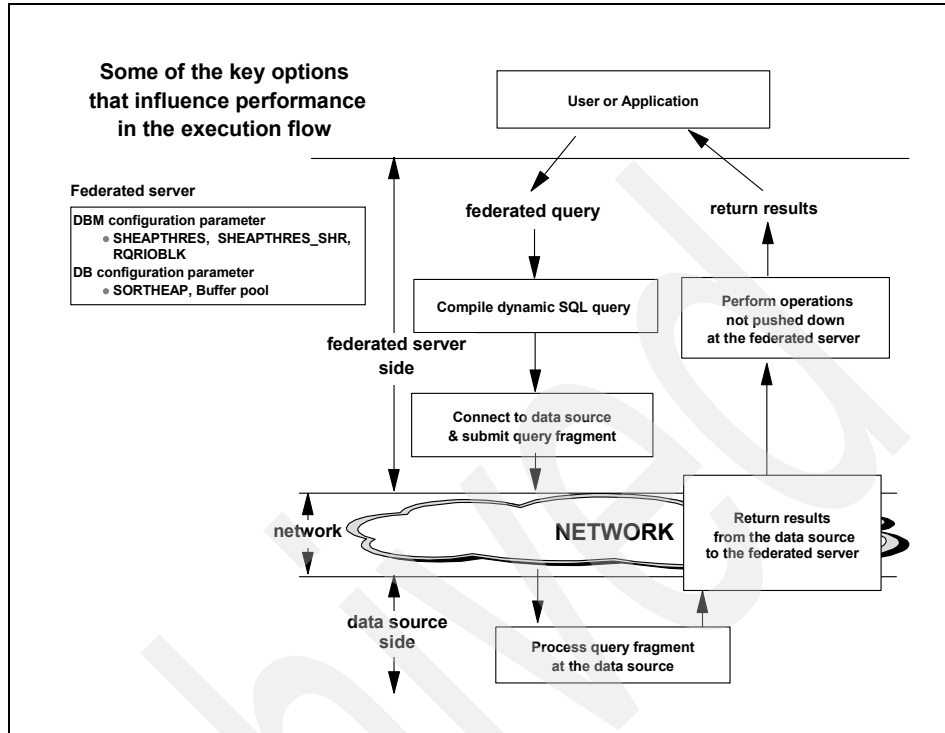 Some of the key options
that influence performance
in the execution flow
User or Application
Federated server
DBM configuration parameter
● SHEAPTHRES, SHEAPTHRES_SHR,
RQRIOBLK
DB configuration parameter
● SORTHEAP, Buffer pool
federated query
return results
Compile dynamic SQL query
Perform operations
not pushed down
at the federated server
federated server
side
Connect to data source
& submit query fragment
network
NETWORK
Return results
from the data source
to the federated server
data source
side
Process query fragment
at the data source
hived